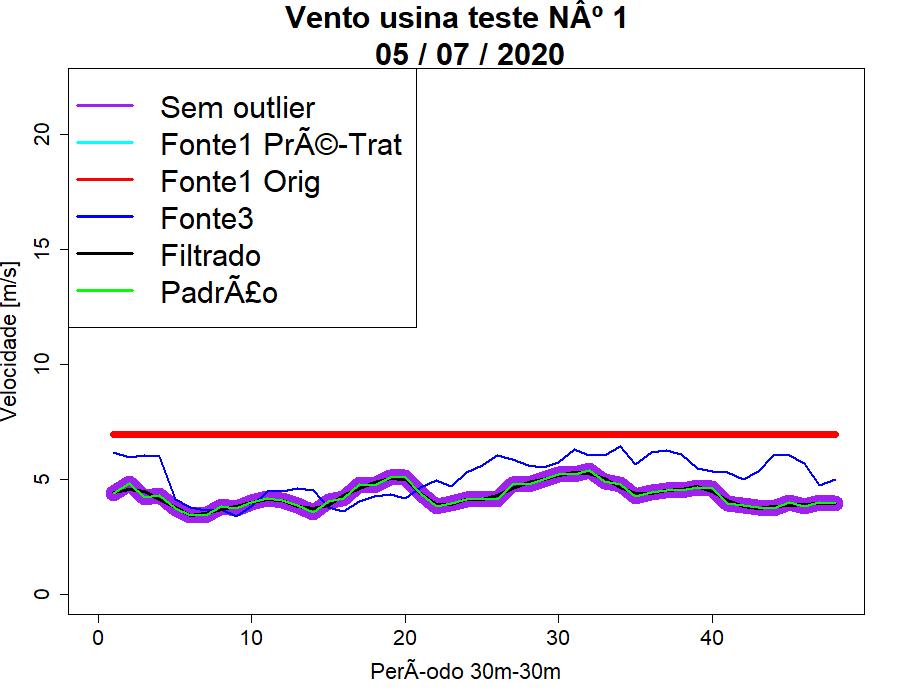 Vento usina teste NÂº 1
05 / 07 / 2020
Sem outlier
Fonte1 PrÃ©-Trat
Fonte1 Orig
Fonte3
Filtrado
PadrÃ£o
Velocidade [m/s]
20
15
10
5
0
0 10 20 30 40
PerÃ-odo 30m-30m